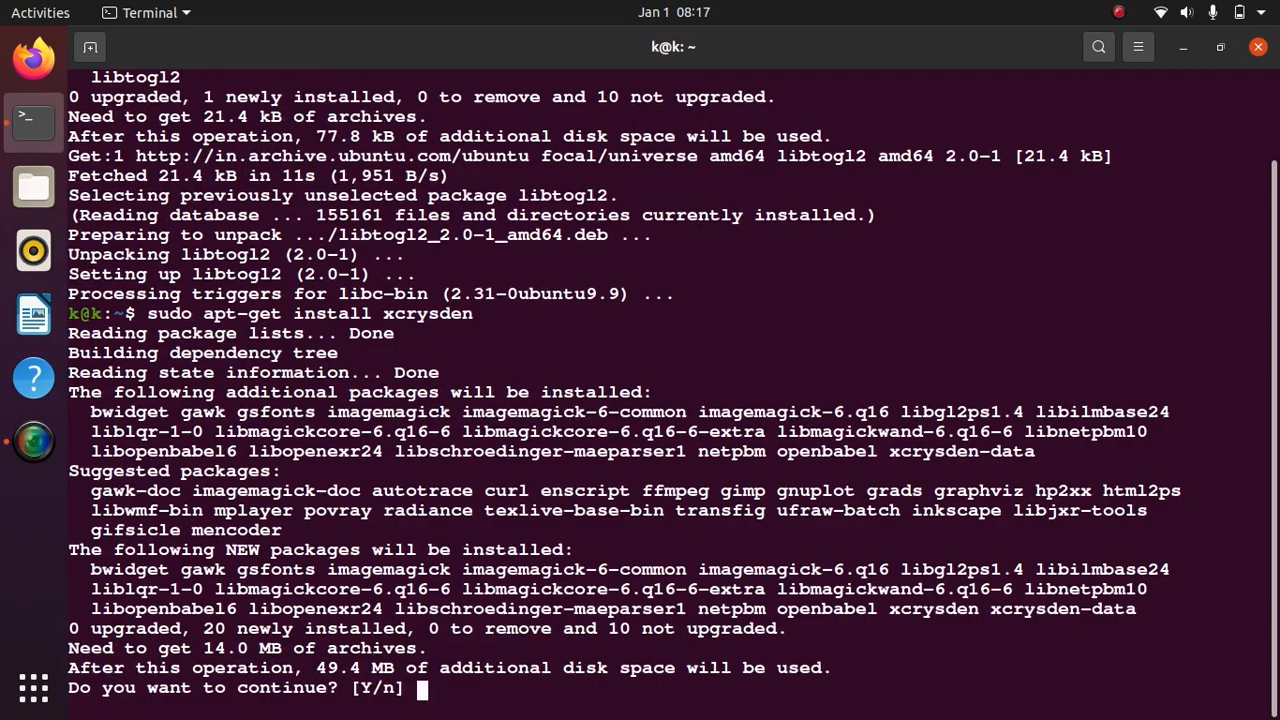 Activities
Terminal
Jan 1 08:17
k@k: ~
libtogl2
0 upgraded, 1 newly installed, 0 to remove and 10 not upgraded.
Need to get 21.4 kB of archives.
After this operation, 77.8 kB of additional disk space will be used.
Get:1 http://in.archive.ubuntu.com/ubuntu focal/universe amd64 libtogl2 amd64 2.0-1 [21.4 kB]
Fetched 21.4 kB in 11s (1,951 B/s)
Selecting previously unselected package libtogl2.
(Reading database ... 155161 files and directories currently installed.)
Preparing to unpack .../libtogl2_2.0-1_amd64.deb ...
Unpacking libtogl2 (2.0-1) ...
Setting up libtogl2 (2.0-1) ...
Processing triggers for libc-bin (2.31-0ubuntu9.9) ...
k@k:~$ sudo apt-get install xcrysden
Reading package lists... Done
Building dependency tree
Reading state information... Done
The following additional packages will be installed:
bwidget gawk gsfonts imagemagick imagemagick-6-common imagemagick-6.q16 libgl2ps1.4 libilmbase24
liblqr-1-0 libmagickcore-6.q16-6 libmagickcore-6.q16-6-extra libmagickwand-6.q16-6 libnetpbm10
libopenbabel6 libopenexr24 libschroedinger-maeparser1 netpbm openbabel xcrysden-data
Suggested packages:
gawk-doc imagemagick-doc autotrace curl enscript ffmpeg gimp gnuplot grads graphviz hp2xx html2ps
libwmf-bin mplayer povray radiance texlive-base-bin transfig ufraw-batch inkscape libjxr-tools
gifsicle mencoder
The following NEW packages will be installed:
bwidget gawk gsfonts imagemagick imagemagick-6-common imagemagick-6.q16 libgl2ps1.4 libilmbase24
liblqr-1-0 libmagickcore-6.q16-6 libmagickcore-6.q16-6-extra libmagickwand-6.q16-6 libnetpbm10
libopenbabel6 libopenexr24 libschroedinger-maeparser1 netpbm openbabel xcrysden xcrysden-data
0 upgraded, 20 newly installed, 0 to remove and 10 not upgraded.
Need to get 14.0 MB of archives.
After this operation, 49.4 MB of additional disk space will be used.
Do you want to continue? [Y/n]